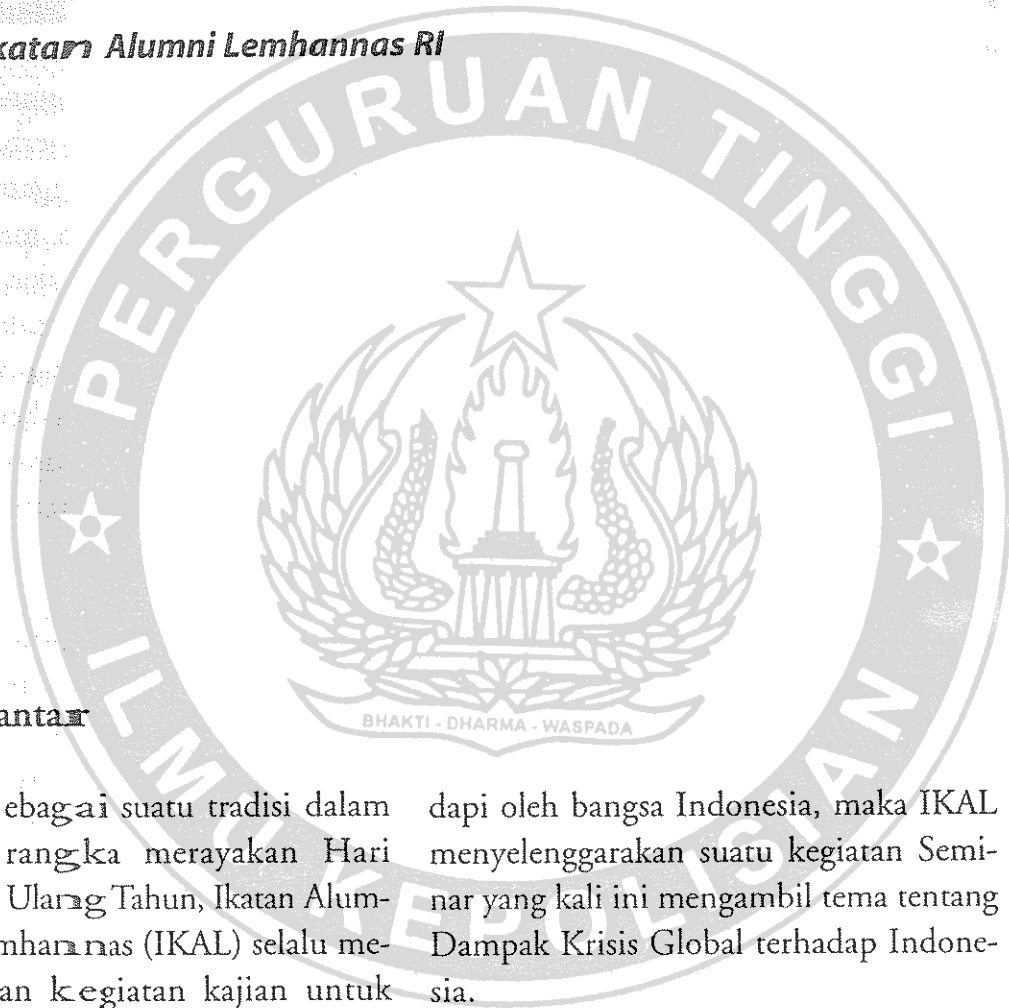 katan Alumni Lemhannas RI
PERGURUAN TINGGI
ILMU KEPOLISIAN
BHAKTI - DHARMA - WASPADA
antar
ebagai suatu tradisi dalam
rangka merayakan Hari
Ulang Tahun, Ikatan Alum-
mhannas (IKAL) selalu me-
an kegiatan kajian untuk
dapi oleh bangsa Indonesia, maka IKAL
menyelenggarakan suatu kegiatan Semi-
nar yang kali ini mengambil tema tentang
Dampak Krisis Global terhadap Indone-
sia.